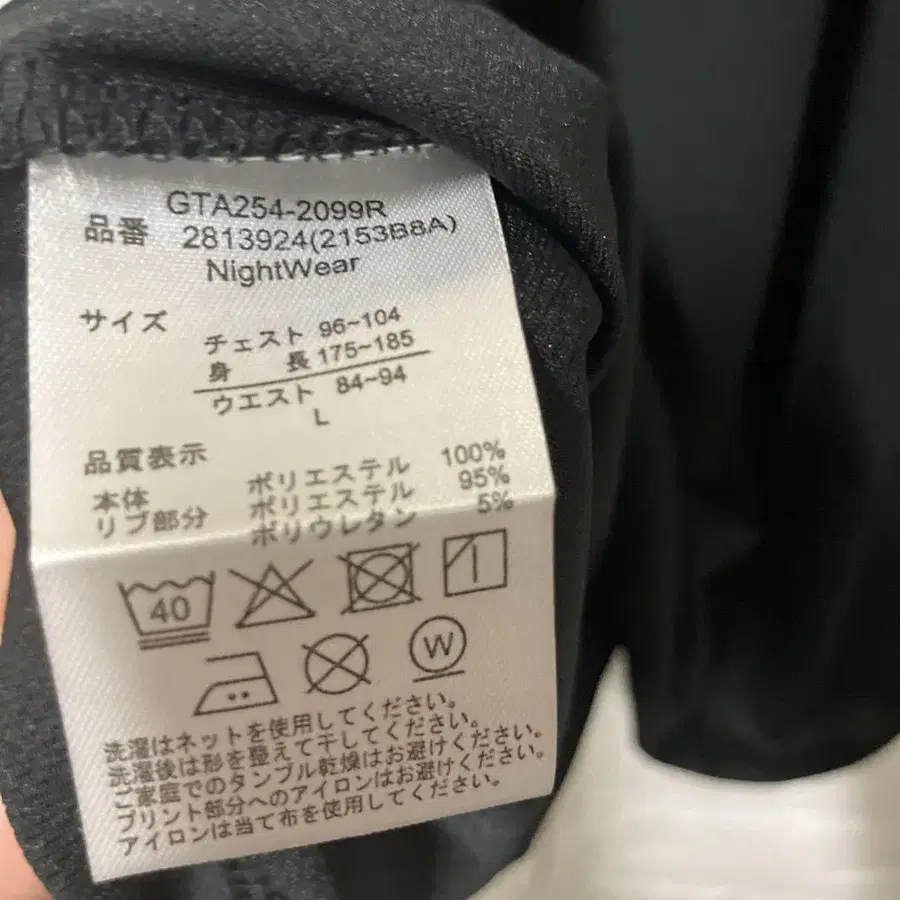 GTA254-2099R
品番 2813924(2153B8A)
NightWear
サイズ
チェスト 96~104
身 長 175~185
ウエスト 84~94
L
品質表示
本体 ポリエステル 100%
リブ部分 ポリエステル 95%
ポリウレタン 5%
40
W
洗濯はネットを使用してください。
洗濯後は形を整えて干してください。
ご家庭でのタンブル乾燥はお避けください。
プリント部分へのアイロンはお避けください。
アイロンは当て布を使用してください。